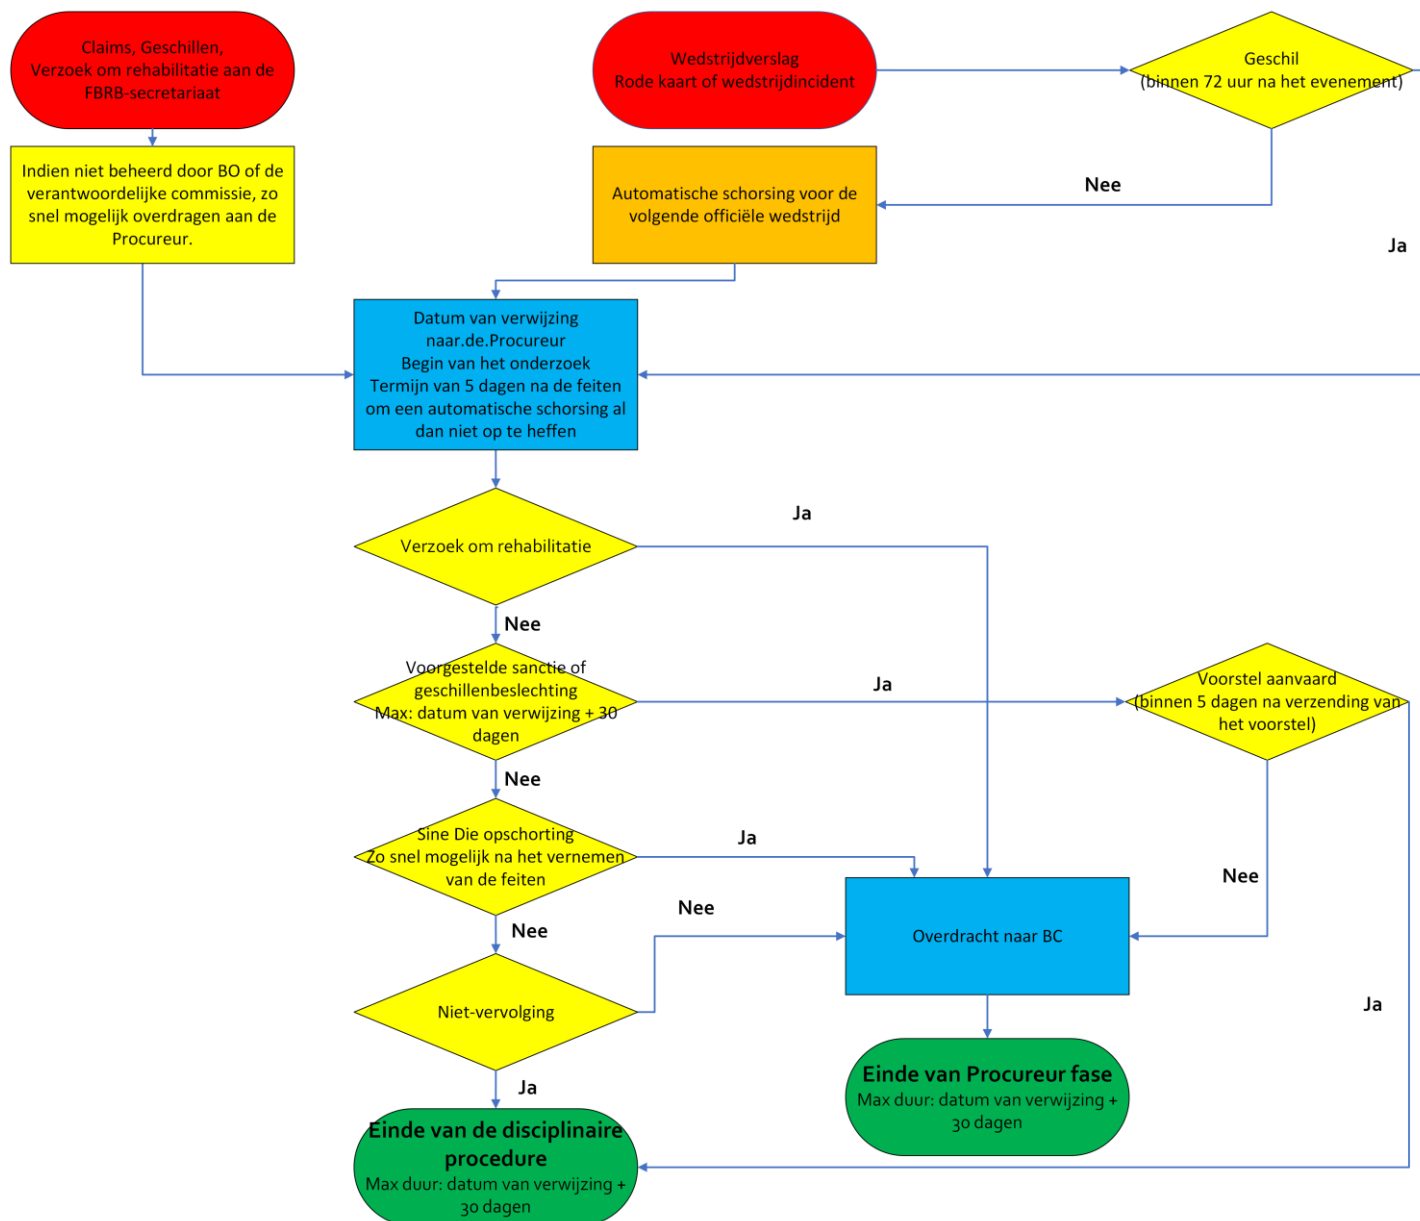 Claims, Geschillen,
Verzoek om rehabilitatie aan de
FBRB-secretariaat
Wedstrijdverslag
Rode kaart of wedstrijdincident
Geschil
(binnen 72 uur na het evenement)
Indien niet beheerd door BO of de
verantwoordelijke commissie, zo
snel mogelijk overdragen aan de
Procureur.
Automatische schorsing voor de
volgende officiële wedstrijd
Nee
Ja
Datum van verwijzing
naar.de.Procureur
Begin van het onderzoek
Termijn van 5 dagen na de feiten
om een automatische schorsing al
dan niet op te heffen
Verzoek om rehabilitatie
Ja
Nee
Voorgestelde sanctie of
geschillenbeslechting
Max: datum van verwijzing + 30
dagen
Ja
Voorstel aanvaard
(binnen 5 dagen na verzending van
het voorstel)
Nee
Sine Die opschorting
Zo snel mogelijk na het vernemen
van de feiten
Ja
Nee
Nee
Nee
Overdracht naar BC
Niet-vervolging
Ja
Ja
Einde van Procureur fase
Max duur: datum van verwijzing +
30 dagen
Einde van de disciplinaire
procedure
Max duur: datum van verwijzing +
30 dagen